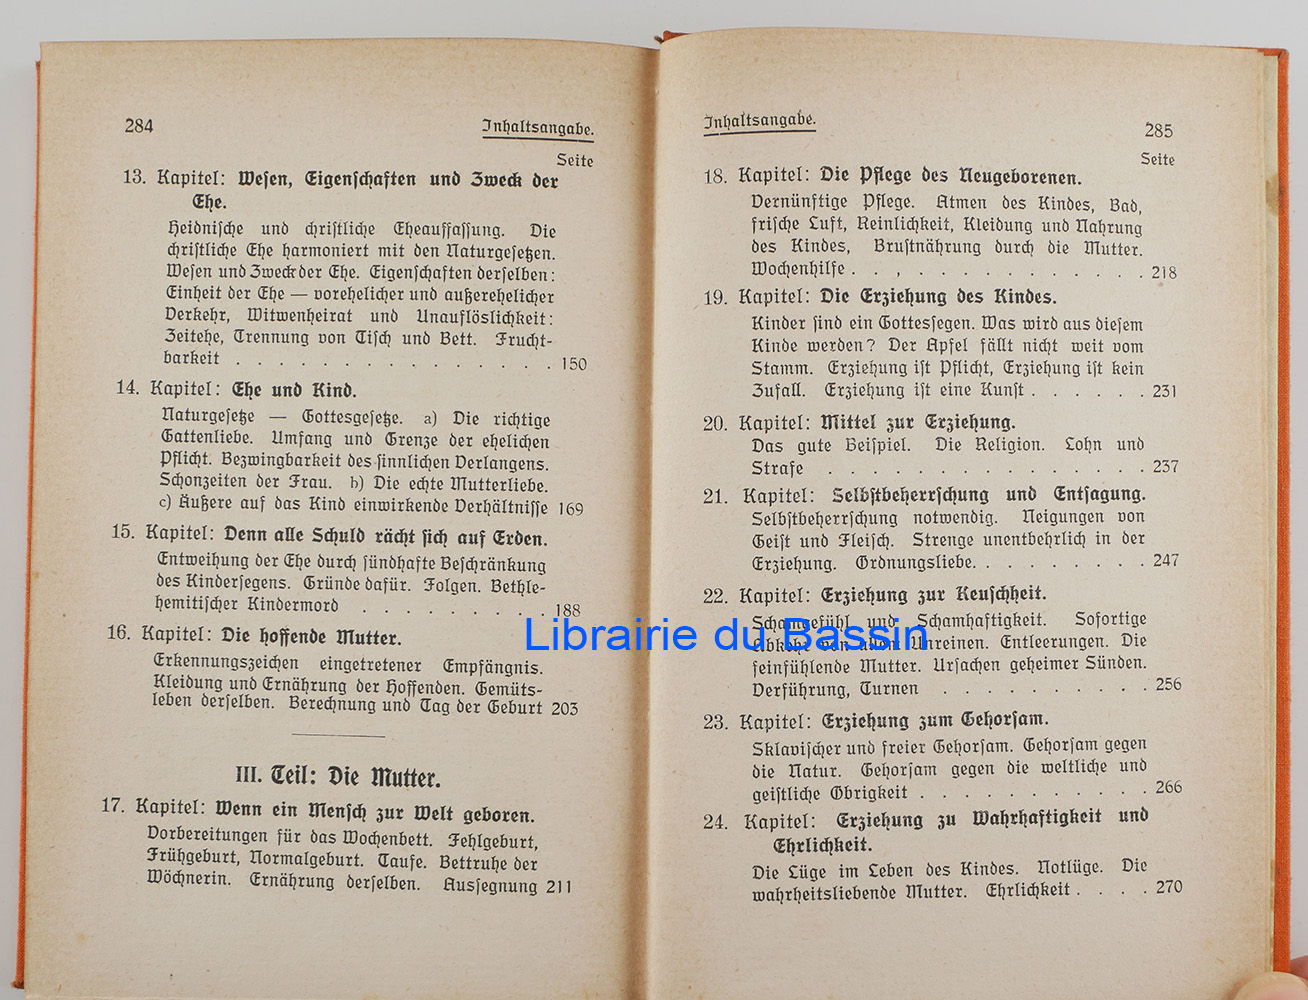 284
Inhaltsangabe.
Seite
13. Kapitel: Wesen, Eigenschaften und Zweck der
Ehe.
Heidnische und christliche Eheauffassung. Die
christliche Ehe harmoniert mit den Naturgesetzen.
Wesen und Zweck der Ehe. Eigenschaften derselben:
Einheit der Ehe — vorehelicher und außerehelicher
Verkehr, Witwenheirat und Unauflöslichkeit:
Zeitehe, Trennung von Tisch und Bett. Frucht-
barkeit . . . . . . . . . . . . . . 150
14. Kapitel: Ehe und Kind.
Naturgesetze — Gottesgesetze. a) Die richtige
Gattenliebe. Umfang und Grenze der ehelichen
Pflicht. Bezwingbarkeit des sinnlichen Verlangens.
Schonzeiten der Frau. b) Die echte Mutterliebe.
c) Äußere auf das Kind einwirkende Verhältnisse 169
15. Kapitel: Denn alle Schuld rächt sich auf Erden.
Entweihung der Ehe durch sündhafte Beschränkung
des Kindersegens. Gründe dafür. Folgen. Bethle-
hemitischer Kindermord . . . . . . . . 188
16. Kapitel: Die hoffende Mutter.
Erkennungszeichen eingetretener Empfängnis.
Kleidung und Ernährung der Hoffenden. Gemüts-
leben derselben. Berechnung und Tag der Geburt 203
III. Teil: Die Mutter.
17. Kapitel: Wenn ein Mensch zur Welt geboren.
Vorbereitungen für das Wochenbett. Fehlgeburt,
Frühgeburt, Normalgeburt. Taufe. Bettruhe der
Wöchnerin. Ernährung derselben. Aussegnung 211
Inhaltsangabe.
285
Seite
18. Kapitel: Die Pflege des Neugeborenen.
Vernünftige Pflege. Atmen des Kindes, Bad,
frische Luft, Reinlichkeit, Kleidung und Nahrung
des Kindes, Brustnährung durch die Mutter.
Wochenhilfe . . , . . . . . . . . . . . 218
19. Kapitel: Die Erziehung des Kindes.
Kinder sind ein Gottessegen. Was wird aus diesem
Kinde werden? Der Apfel fällt nicht weit vom
Stamm. Erziehung ist Pflicht, Erziehung ist kein
Zufall. Erziehung ist eine Kunst . . . . . . 231
20. Kapitel: Mittel zur Erziehung.
Das gute Beispiel. Die Religion. Lohn und
Strafe . . . . . . . . . . . . . . . 237
21. Kapitel: Selbstbeherrschung und Entsagung.
Selbstbeherrschung notwendig. Neigungen von
Geist und Fleisch. Strenge unentbehrlich in der
Erziehung. Ordnungsliebe. . . . . . . . . 247
22. Kapitel: Erziehung zur Keuschheit.
Schamgefühl und Schamhaftigkeit. Sofortige
Abkehr von allem Unreinen. Entleerungen. Die
feinfühlende Mutter. Ursachen geheimer Sünden.
Verführung, Turnen . . . . . . . . . . 256
23. Kapitel: Erziehung zum Gehorsam.
Sklavischer und freier Gehorsam. Gehorsam gegen
die Natur. Gehorsam gegen die weltliche und
geistliche Obrigkeit . . . . . . . . . . . 266
24. Kapitel: Erziehung zu Wahrhaftigkeit und
Ehrlichkeit.
Die Lüge im Leben des Kindes. Notlüge. Die
wahrheitsliebende Mutter. Ehrlichkeit . . . . 270
Librairie du Bassin